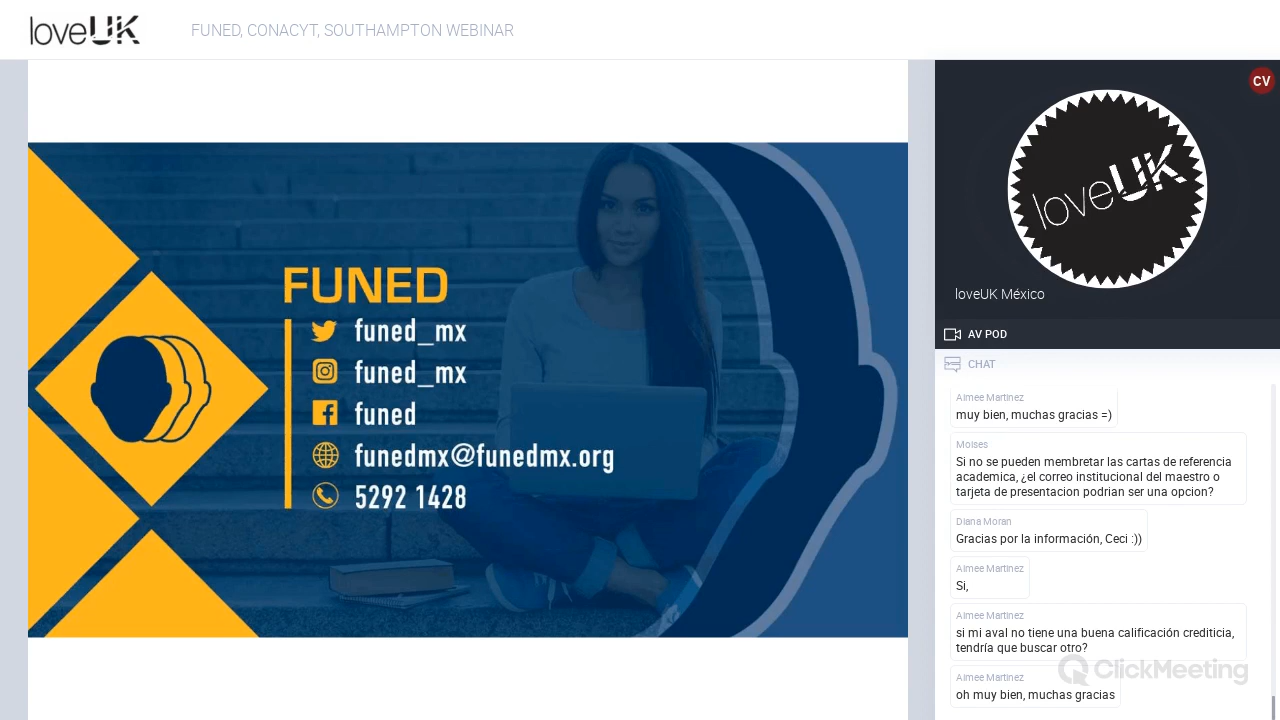 loveUK
FUNED, CONACYT, SOUTHAMPTON WEBINAR
FUNED
funed_mx
funed_mx
funed
funedmx@funedmx.org
5292 1428
CV
loveUK
loveUK México
AV POD
CHAT
Aimee Martinez
muy bien, muchas gracias =)
Moises
Si no se pueden membretar las cartas de referencia
academica, ¿el correo institucional del maestro o
tarjeta de presentacion podrian ser una opcion?
Diana Moran
Gracias por la información, Ceci :))
Aimee Martinez
Si,
Aimee Martinez
si mi aval no tiene una buena calificación crediticia,
tendría que buscar otro?
ClickMeeting
Aimee Martinez
oh muy bien, muchas gracias